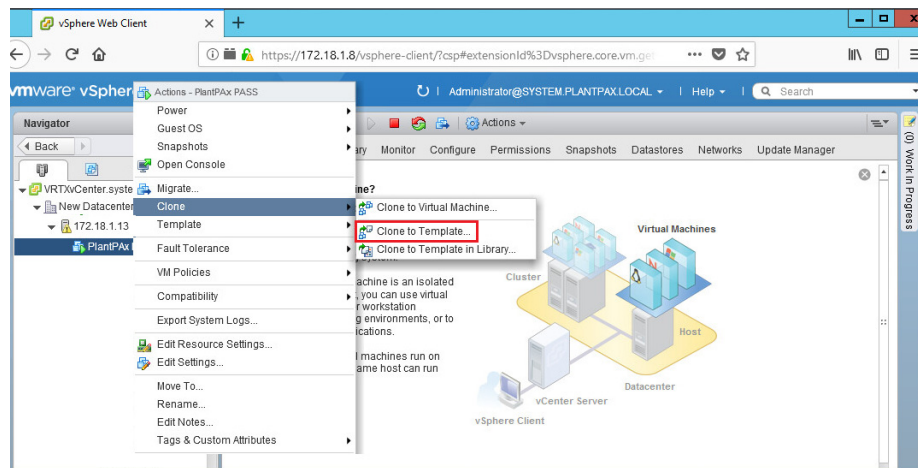 vSphere Web Client
https://172.18.1.8/vsphere-client/?csp#extensionId%3Dvsphere.core.vm.get
vmware® vSpher
Administrator@SYSTEM.PLANTPAX.LOCAL
Help
Search
Navigator
Actions
Back
ary Monitor Configure Permissions Snapshots Datastores Networks Update Manager
(0) Work In Progress
VRTXvCenter.syste
New Datacenter
172.18.1.13
PlantPAx
Actions - PlantPAx PASS
Power
Guest OS
Snapshots
Open Console
Migrate...
Clone
Template
Fault Tolerance
VM Policies
Compatibility
Export System Logs...
Edit Resource Settings...
Edit Settings...
Move To...
Rename...
Edit Notes...
Tags & Custom Attributes
Clone to Virtual Machine...
Clone to Template...
Clone to Template in Library...
ine?
achine is an isolated
, you can use virtual
r workstation
g environments, or to
ications.
l machines run on
ame host can run
Virtual Machines
Cluster
Host
Datacenter
vCenter Server
vSphere Client